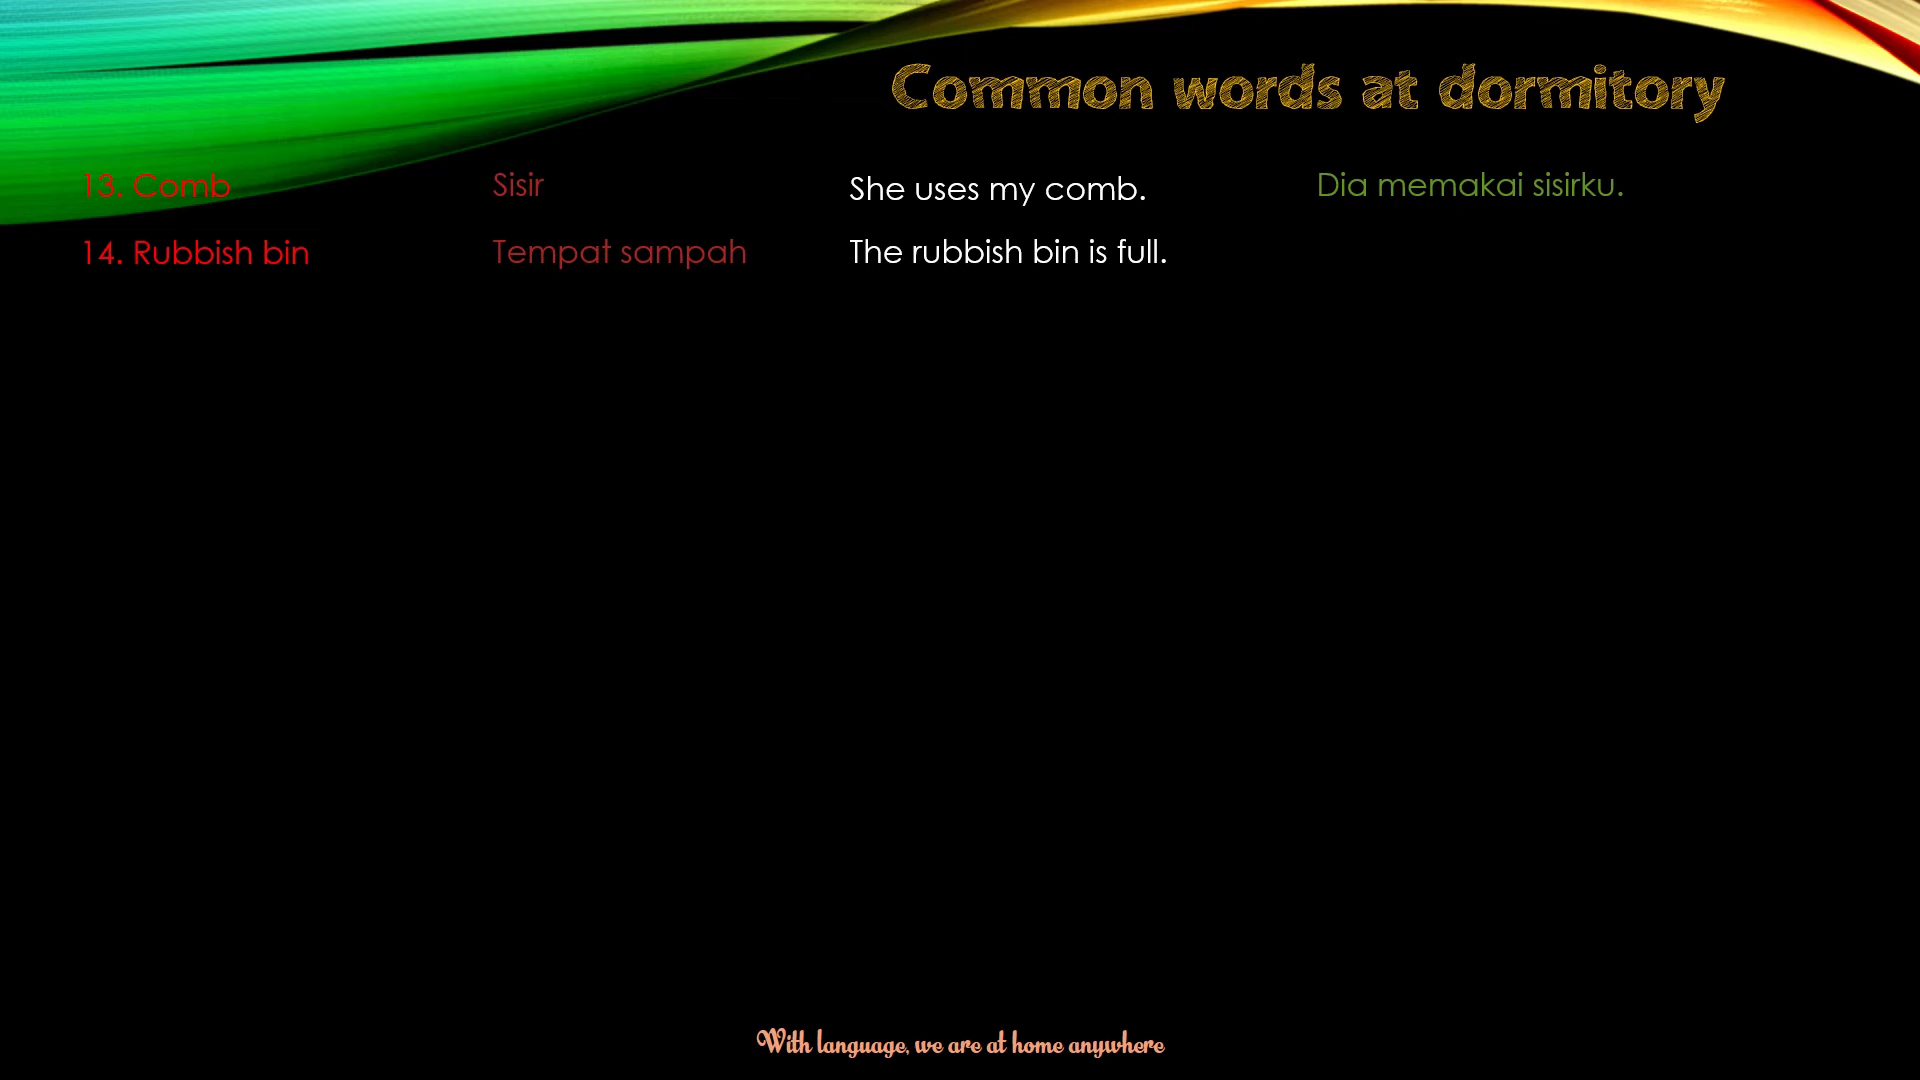 Common words at dormitory
13. Comb Sisir She uses my comb. Dia memakai sisirku.
14. Rubbish bin Tempat sampah The rubbish bin is full.
With language, we are at home anywhere